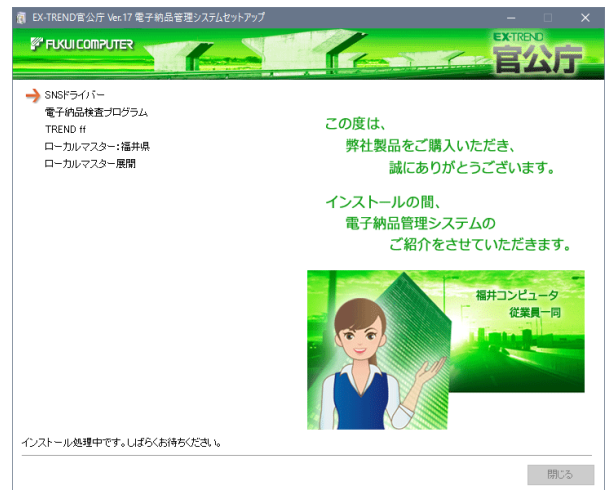 EX-TREND官公庁 Ver.17 電子納品管理システムセットアップ
FUKUI COMPUTER
EX-TREND
官公庁
SNSドライバー
電子納品検査プログラム
TREND ff
ローカルマスター:福井県
ローカルマスター展開
この度は、
弊社製品をご購入いただき、
誠にありがとうございます。
インストールの間、
電子納品管理システムの
ご紹介をさせていただきます。
福井コンピュータ
従業員一同
インストール処理中です。しばらくお待ちください。
閉じる